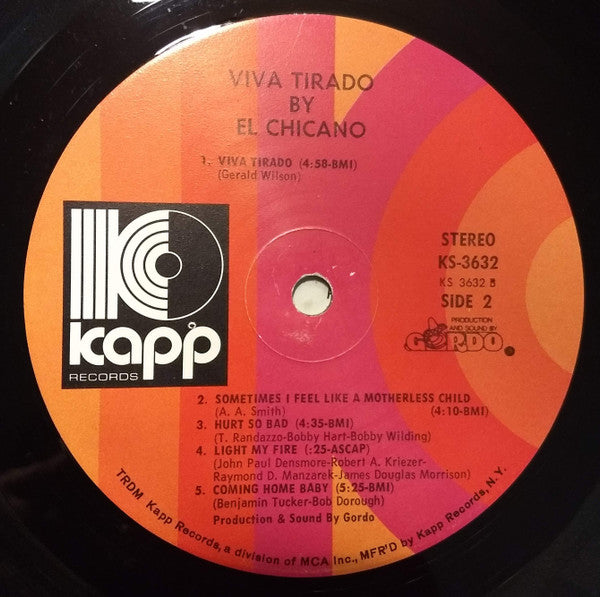 VIVA TIRADO
BY
EL CHICANO
1. VIVA TIRADO (4:58-BMI)
(Gerald Wilson)
STEREO
KS-3632
KS 3632 B
SIDE 2
PRODUCTION
AND SOUND BY
GORDO.
K
kapp
RECORDS
2. SOMETIMES I FEEL LIKE A MOTHERLESS CHILD
(A. A. Smith) (4:10-BMI)
3. HURT SO BAD (4:35-BMI)
(T. Randazzo-Bobby Hart-Bobby Wilding)
4. LIGHT MY FIRE (:25-ASCAP)
(John Paul Densmore-Robert A. Kriezer-
Raymond D. Manzarek-James Douglas Morrison)
5. COMING HOME BABY (5:25-BMI)
(Benjamin Tucker-Bob Dorough)
Production & Sound By Gordo
TRDM Kapp Records, a division of MCA Inc., MFR'D by Kapp Records, N.Y.